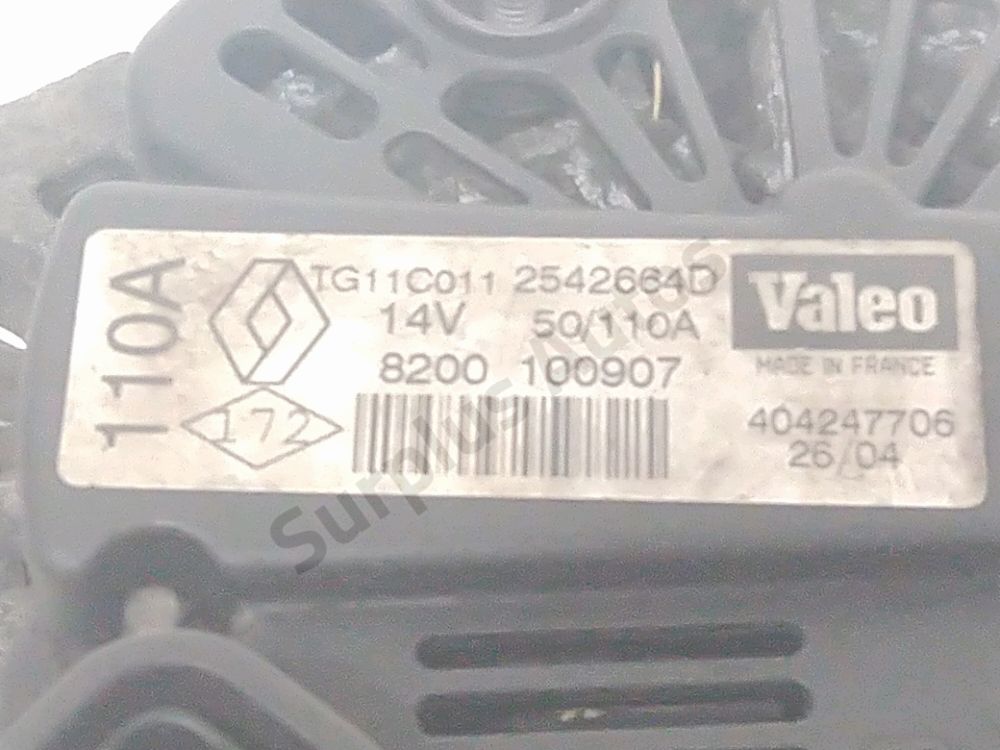 110A
TG11C011 2542664D
14V 50/110A
8200 100907
172
Valeo
MADE IN FRANCE
404247706
26/04
Surplus Autos